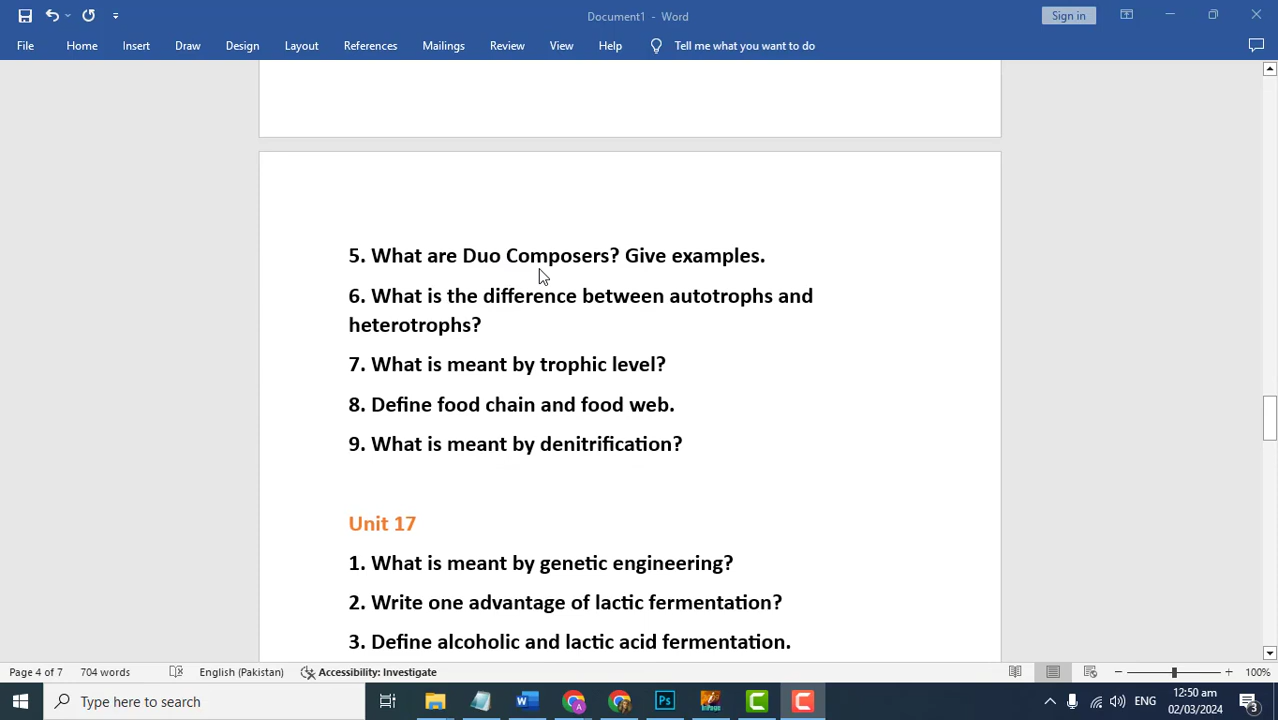 Document1 - Word
Sign in
File Home Insert Draw Design Layout References Mailings Review View Help Tell me what you want to do
5. What are Duo Composers? Give examples.
6. What is the difference between autotrophs and
heterotrophs?
7. What is meant by trophic level?
8. Define food chain and food web.
9. What is meant by denitrification?
Unit 17
1. What is meant by genetic engineering?
2. Write one advantage of lactic fermentation?
3. Define alcoholic and lactic acid fermentation.
Page 4 of 7 704 words English (Pakistan) Accessibility: Investigate 100%
Type here to search
Ps
ENG
12:50 am
02/03/2024
3